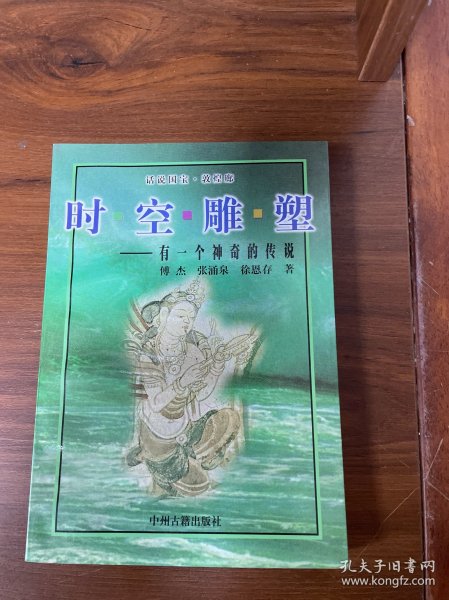 话说国宝·敦煌廊
时·空·雕·塑
——有一个神奇的传说
傅杰 张涌泉 徐恩存 著
中州古籍出版社
孔夫子旧书网
www.kongfz.com